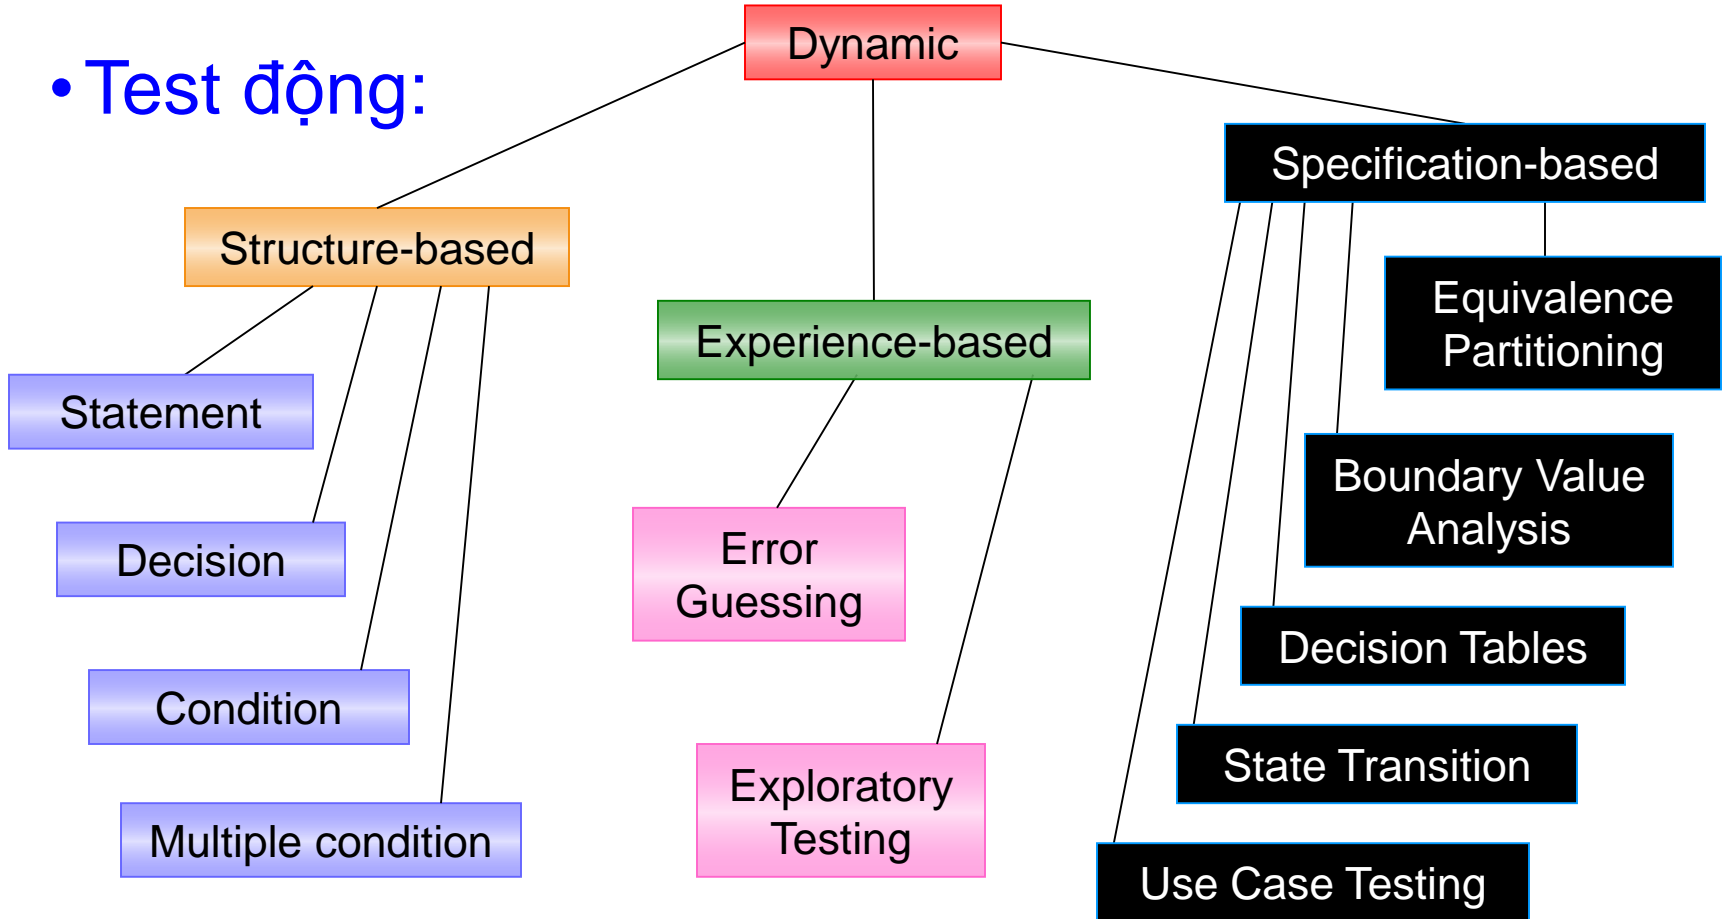 Dynamic
• Test động:
Specification-based
Structure-based
Equivalence
Partitioning
Experience-based
Statement
Boundary Value
Analysis
Error
Guessing
Decision
Decision Tables
Condition
State Transition
Exploratory
Testing
Multiple condition
Use Case Testing